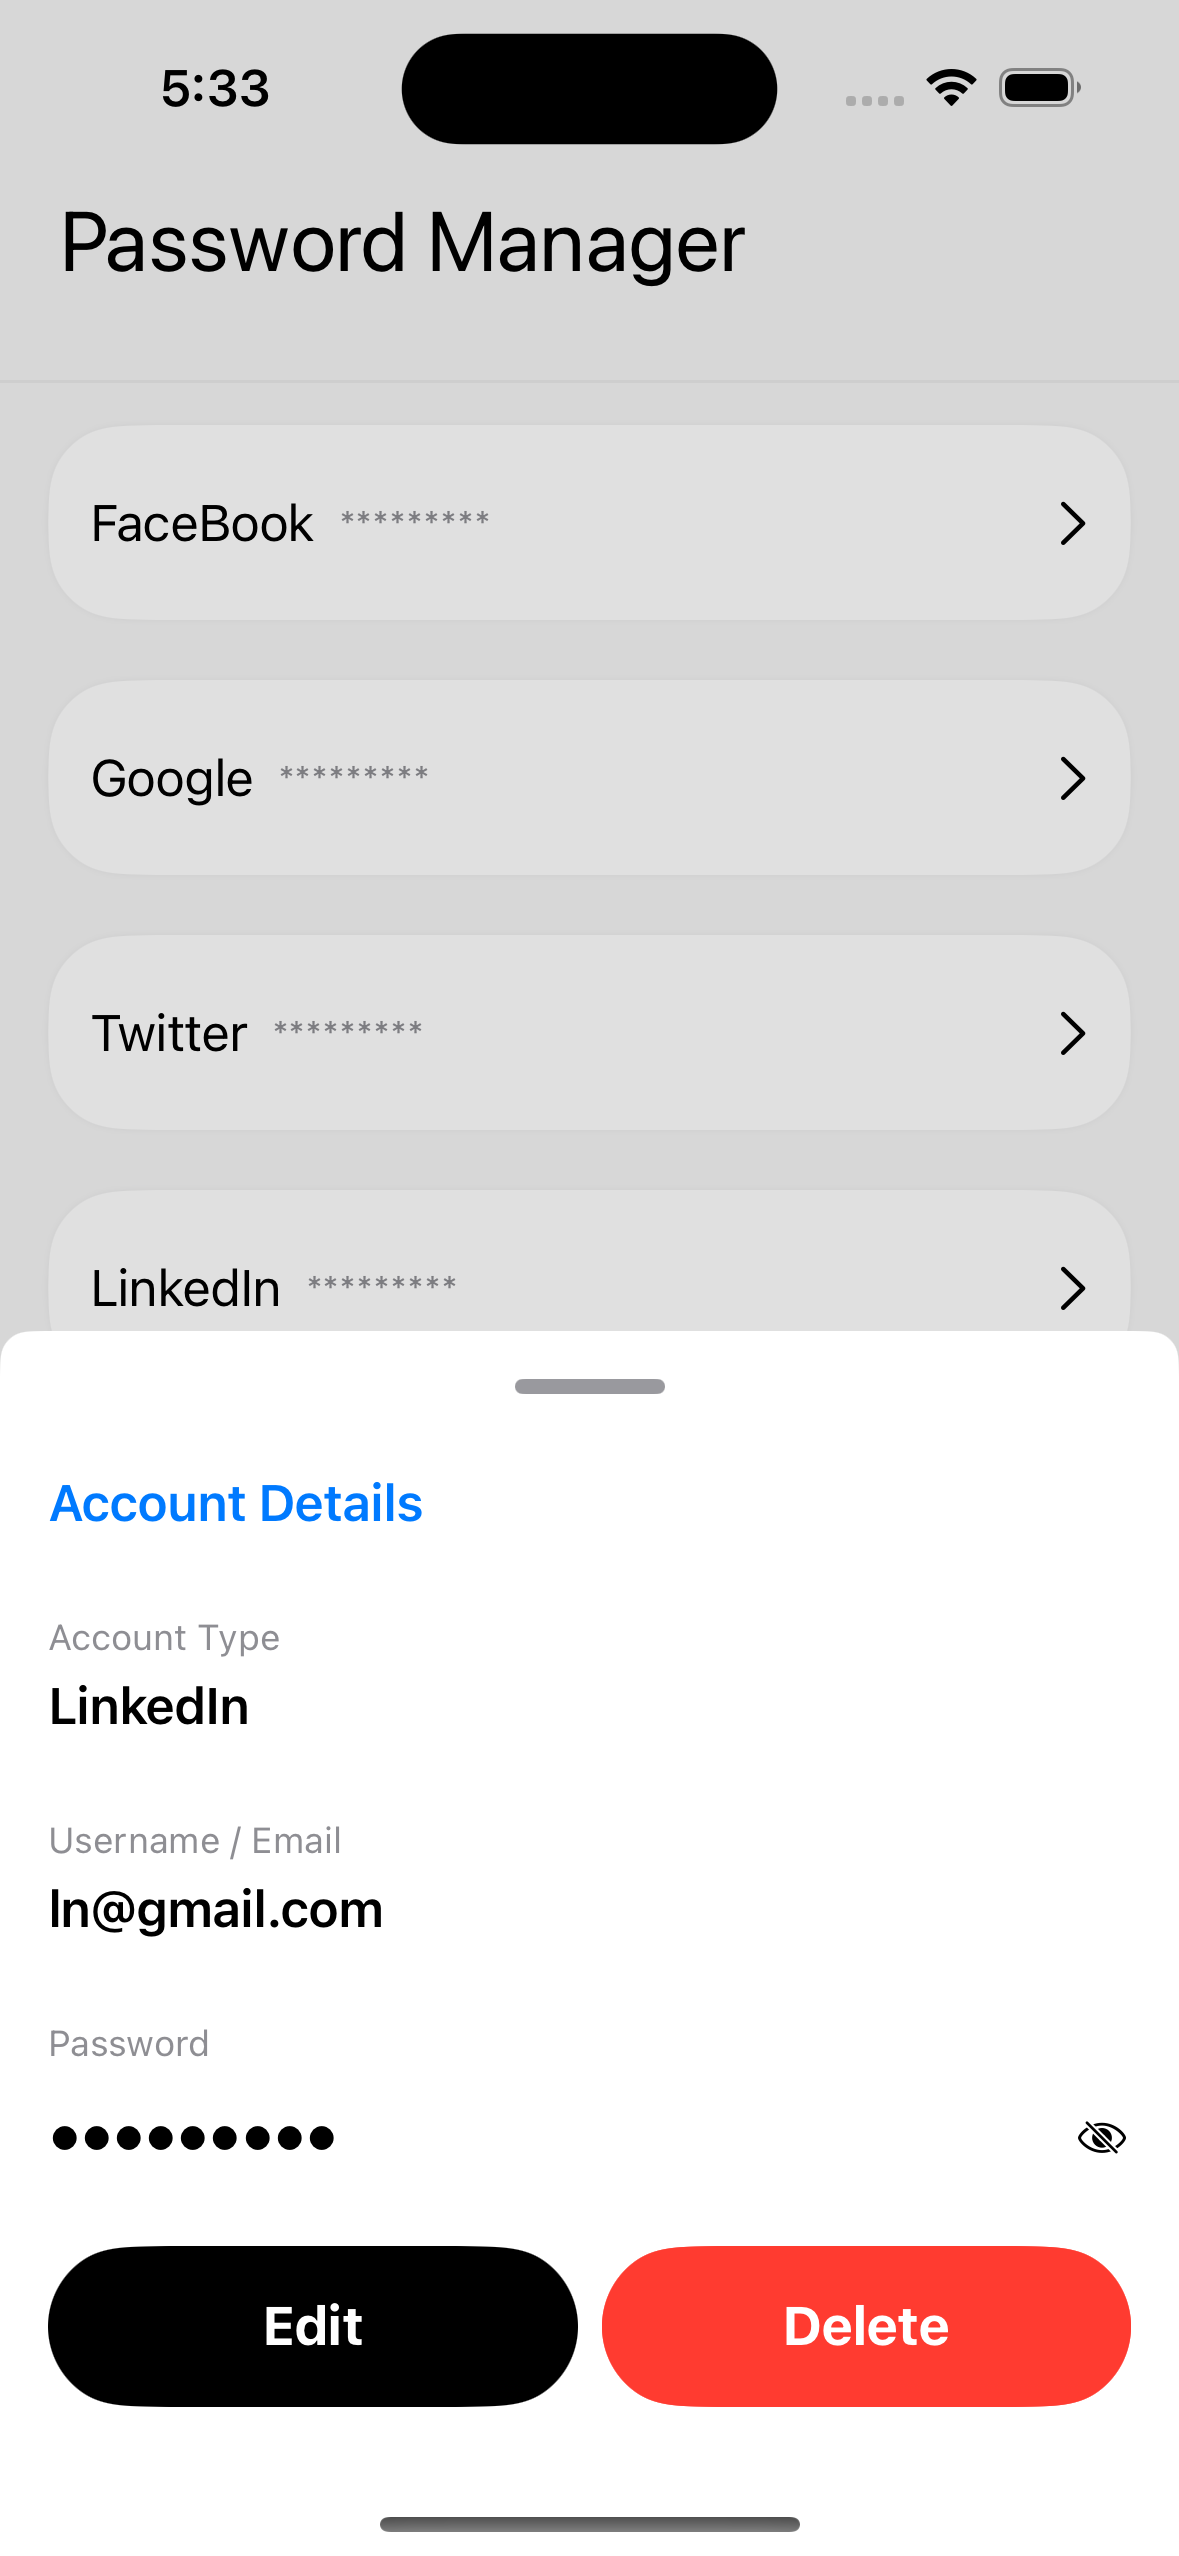 5:33
Password Manager
FaceBook *********
Google *********
Twitter *********
LinkedIn *********
Account Details
Account Type
LinkedIn
Username / Email
ln@gmail.com
Password
●●●●●●●●●
Edit
Delete